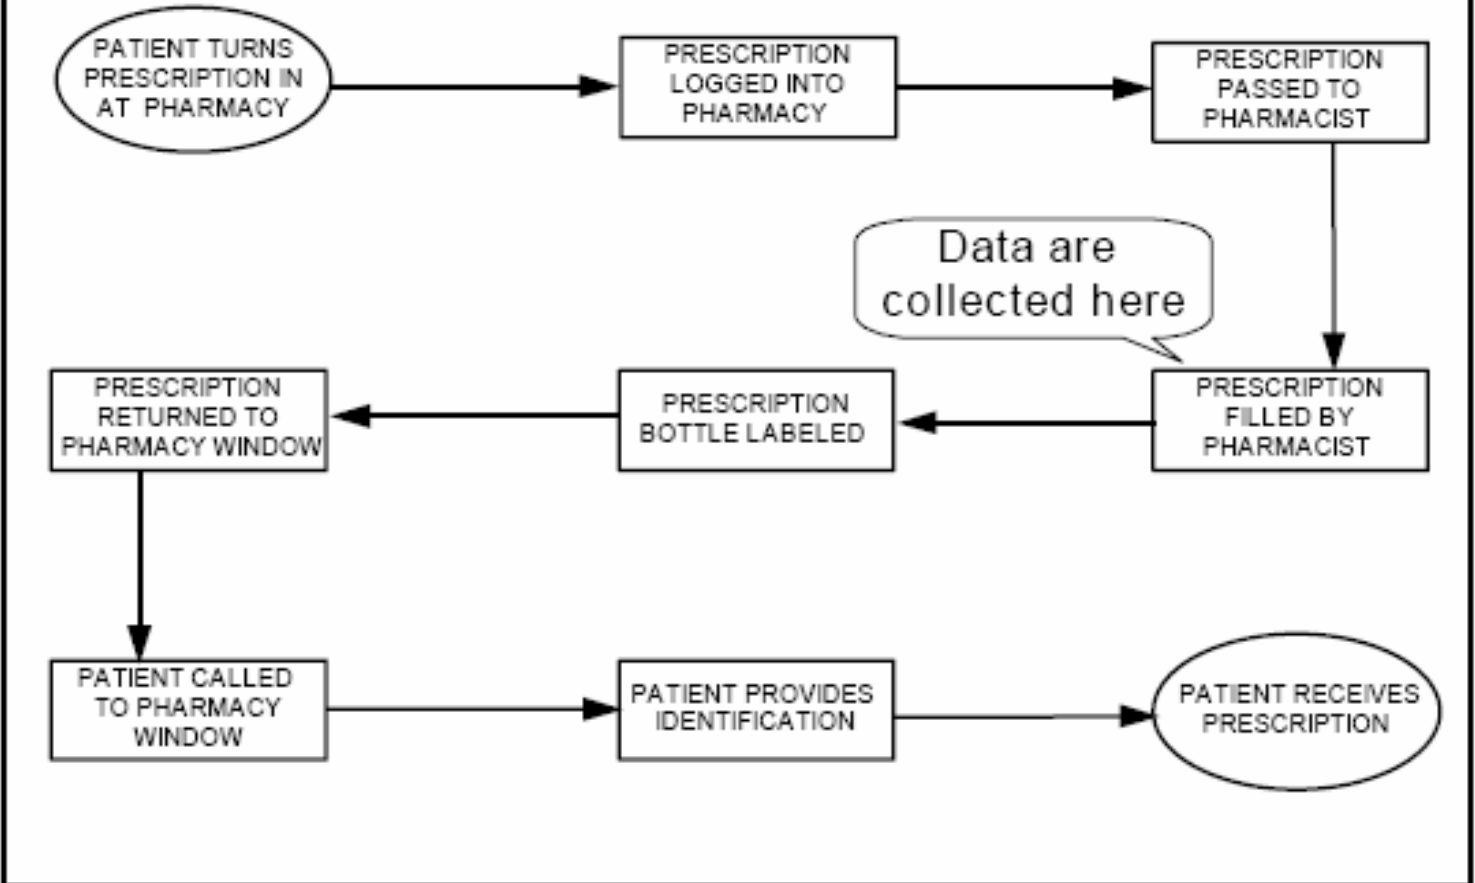 PATIENT TURNS
PRESCRIPTION IN
AT PHARMACY
PRESCRIPTION
LOGGED INTO
PHARMACY
PRESCRIPTION
PASSED TO
PHARMACIST
Data are
collected here
PRESCRIPTION
FILLED BY
PHARMACIST
PRESCRIPTION
BOTTLE LABELED
PRESCRIPTION
RETURNED TO
PHARMACY WINDOW
PATIENT CALLED
TO PHARMACY
WINDOW
PATIENT PROVIDES
IDENTIFICATION
PATIENT RECEIVES
PRESCRIPTION